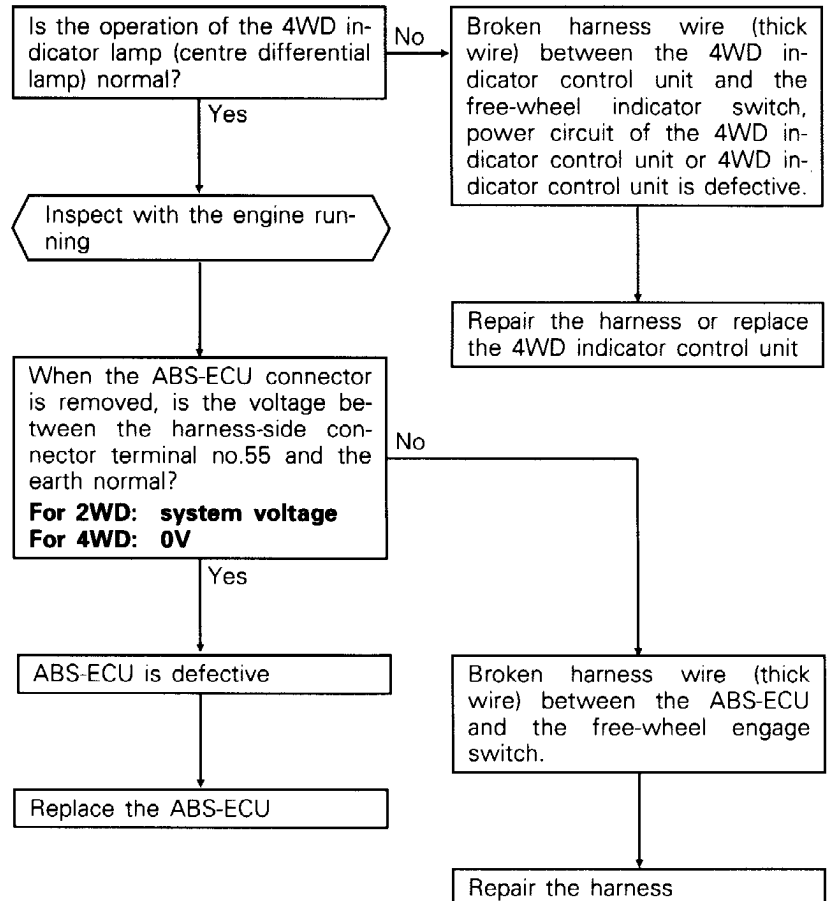 Is the operation of the 4WD in-
dicator lamp (centre differential
lamp) normal?
No
Broken harness wire (thick
wire) between the 4WD in-
dicator control unit and the
free-wheel indicator switch,
power circuit of the 4WD in-
dicator control unit or 4WD in-
dicator control unit is defective.
Yes
Inspect with the engine run-
ning
Repair the harness or replace
the 4WD indicator control unit
When the ABS-ECU connector
is removed, is the voltage be-
tween the harness-side con-
nector terminal no.55 and the
earth normal?
For 2WD: system voltage
For 4WD: 0V
No
Yes
ABS-ECU is defective
Broken harness wire (thick
wire) between the ABS-ECU
and the free-wheel engage
switch.
Replace the ABS-ECU
Repair the harness